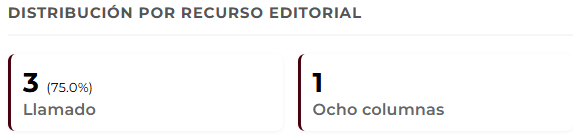 DISTRIBUCIÓN POR RECURSO EDITORIAL
3 (75.0%)
Llamado
1
Ocho columnas